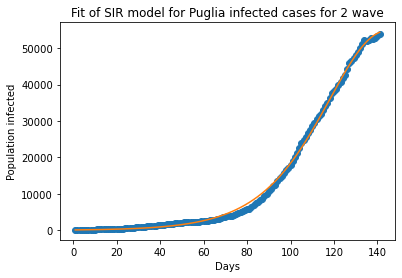 Fit of SIR model for Puglia infected cases for 2 wave
50000
40000
30000
20000
10000
0
Population infected
0 20 40 60 80 100 120 140
Days